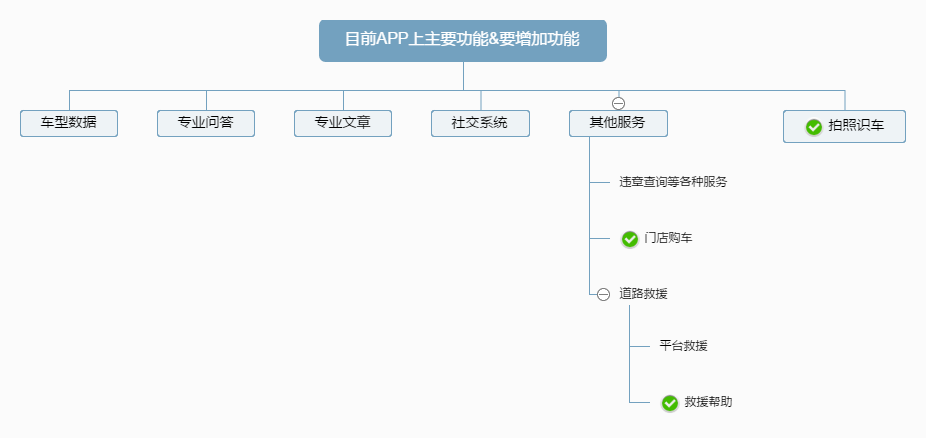 目前APP上主要功能&要增加功能
车型数据
专业问答
专业文章
社交系统
其他服务
拍照识车
违章查询等各种服务
门店购车
道路救援
平台救援
救援帮助